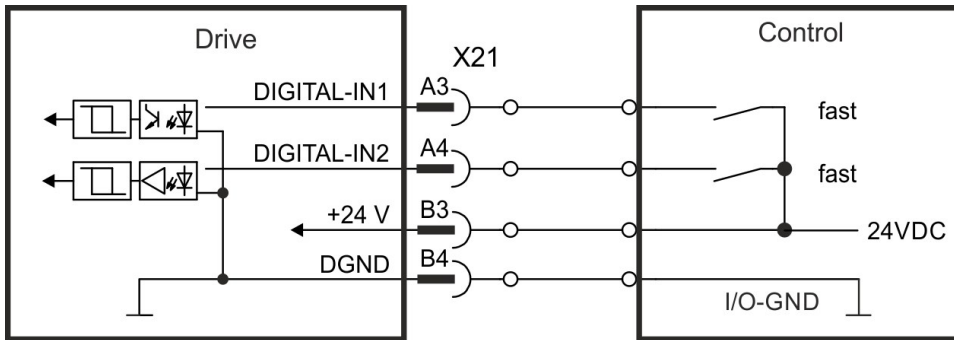 Drive
Control
X21
DIGITAL-IN1
A3
fast
DIGITAL-IN2
A4
fast
+24 V
B3
24VDC
DGND
B4
I/O-GND